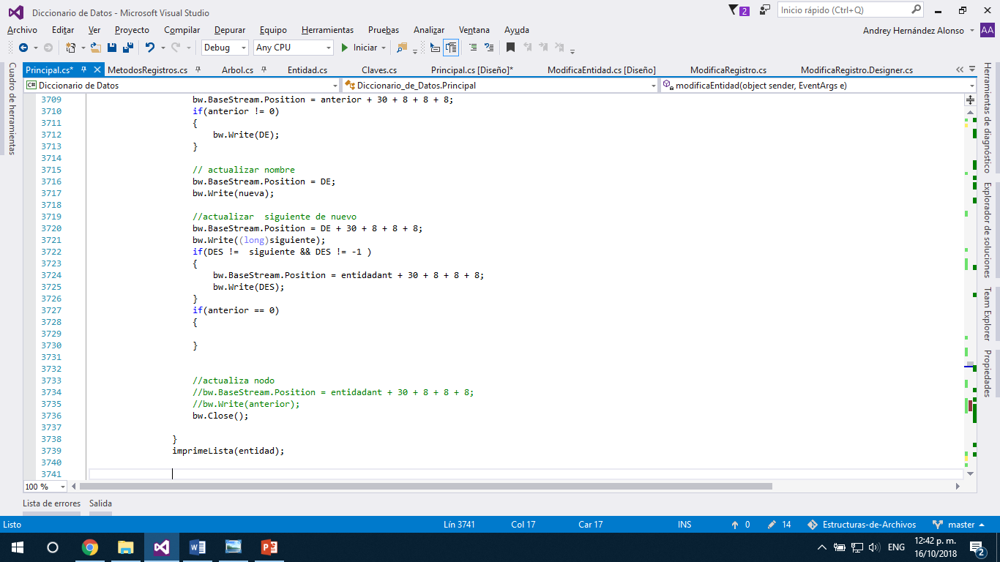 Diccionario de Datos - Microsoft Visual Studio
2
Inicio rápido (Ctrl+Q)
Archivo Editar Ver Proyecto Compilar Depurar Equipo Herramientas Pruebas Analizar Ventana Ayuda
Andrey Hernández Alonso AA
Debug Any CPU Iniciar
Principal.cs* MetodosRegistros.cs Arbol.cs Entidad.cs Claves.cs Principal.cs [Diseño]* ModificaEntidad.cs [Diseño] ModificaRegistro.cs ModificaRegistro.Designer.cs
C# Diccionario de Datos Diccionario_de_Datos.Principal modificaEntidad(object sender, EventArgs e)
Cuadro de herramientas
3709 bw.BaseStream.Position = anterior + 30 + 8 + 8 + 8;
3710 if(anterior != 0)
3711 {
3712 bw.Write(DE);
3713 }
3714
3715 // actualizar nombre
3716 bw.BaseStream.Position = DE;
3717 bw.Write(nueva);
3718
3719 //actualizar  siguiente de nuevo
3720 bw.BaseStream.Position = DE + 30 + 8 + 8 + 8;
3721 bw.Write((long)siguiente);
3722 if(DES !=  siguiente && DES != -1 )
3723 {
3724 bw.BaseStream.Position = entidadant + 30 + 8 + 8 + 8;
3725 bw.Write(DES);
3726 }
3727 if(anterior == 0)
3728 {
3729
3730 }
3731
3732
3733 //actualiza nodo
3734 //bw.BaseStream.Position = entidadant + 30 + 8 + 8 + 8;
3735 //bw.Write(anterior);
3736 bw.Close();
3737
3738 }
3739 imprimeLista(entidad);
3740
3741
Herramientas de diagnóstico
Explorador de soluciones
Team Explorer
Propiedades
100 %
Lista de errores Salida
Listo Lín 3741 Col 17 Car 17 INS 0 14 Estructuras-de-Archivos master
ENG 12:42 p. m.
16/10/2018
2